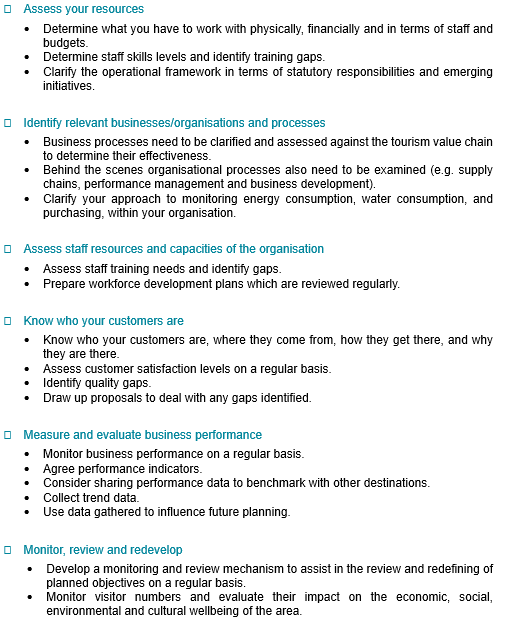 □ Assess your resources
• Determine what you have to work with physically, financially and in terms of staff and
budgets.
• Determine staff skills levels and identify training gaps.
• Clarify the operational framework in terms of statutory responsibilities and emerging
initiatives.
□ Identify relevant businesses/organisations and processes
• Business processes need to be clarified and assessed against the tourism value chain
to determine their effectiveness.
• Behind the scenes organisational processes also need to be examined (e.g. supply
chains, performance management and business development).
• Clarify your approach to monitoring energy consumption, water consumption, and
purchasing, within your organisation.
□ Assess staff resources and capacities of the organisation
• Assess staff training needs and identify gaps.
• Prepare workforce development plans which are reviewed regularly.
□ Know who your customers are
• Know who your customers are, where they come from, how they get there, and why
they are there.
• Assess customer satisfaction levels on a regular basis.
• Identify quality gaps.
• Draw up proposals to deal with any gaps identified.
□ Measure and evaluate business performance
• Monitor business performance on a regular basis.
• Agree performance indicators.
• Consider sharing performance data to benchmark with other destinations.
• Collect trend data.
• Use data gathered to influence future planning.
□ Monitor, review and redevelop
• Develop a monitoring and review mechanism to assist in the review and redefining of
planned objectives on a regular basis.
• Monitor visitor numbers and evaluate their impact on the economic, social,
environmental and cultural wellbeing of the area.